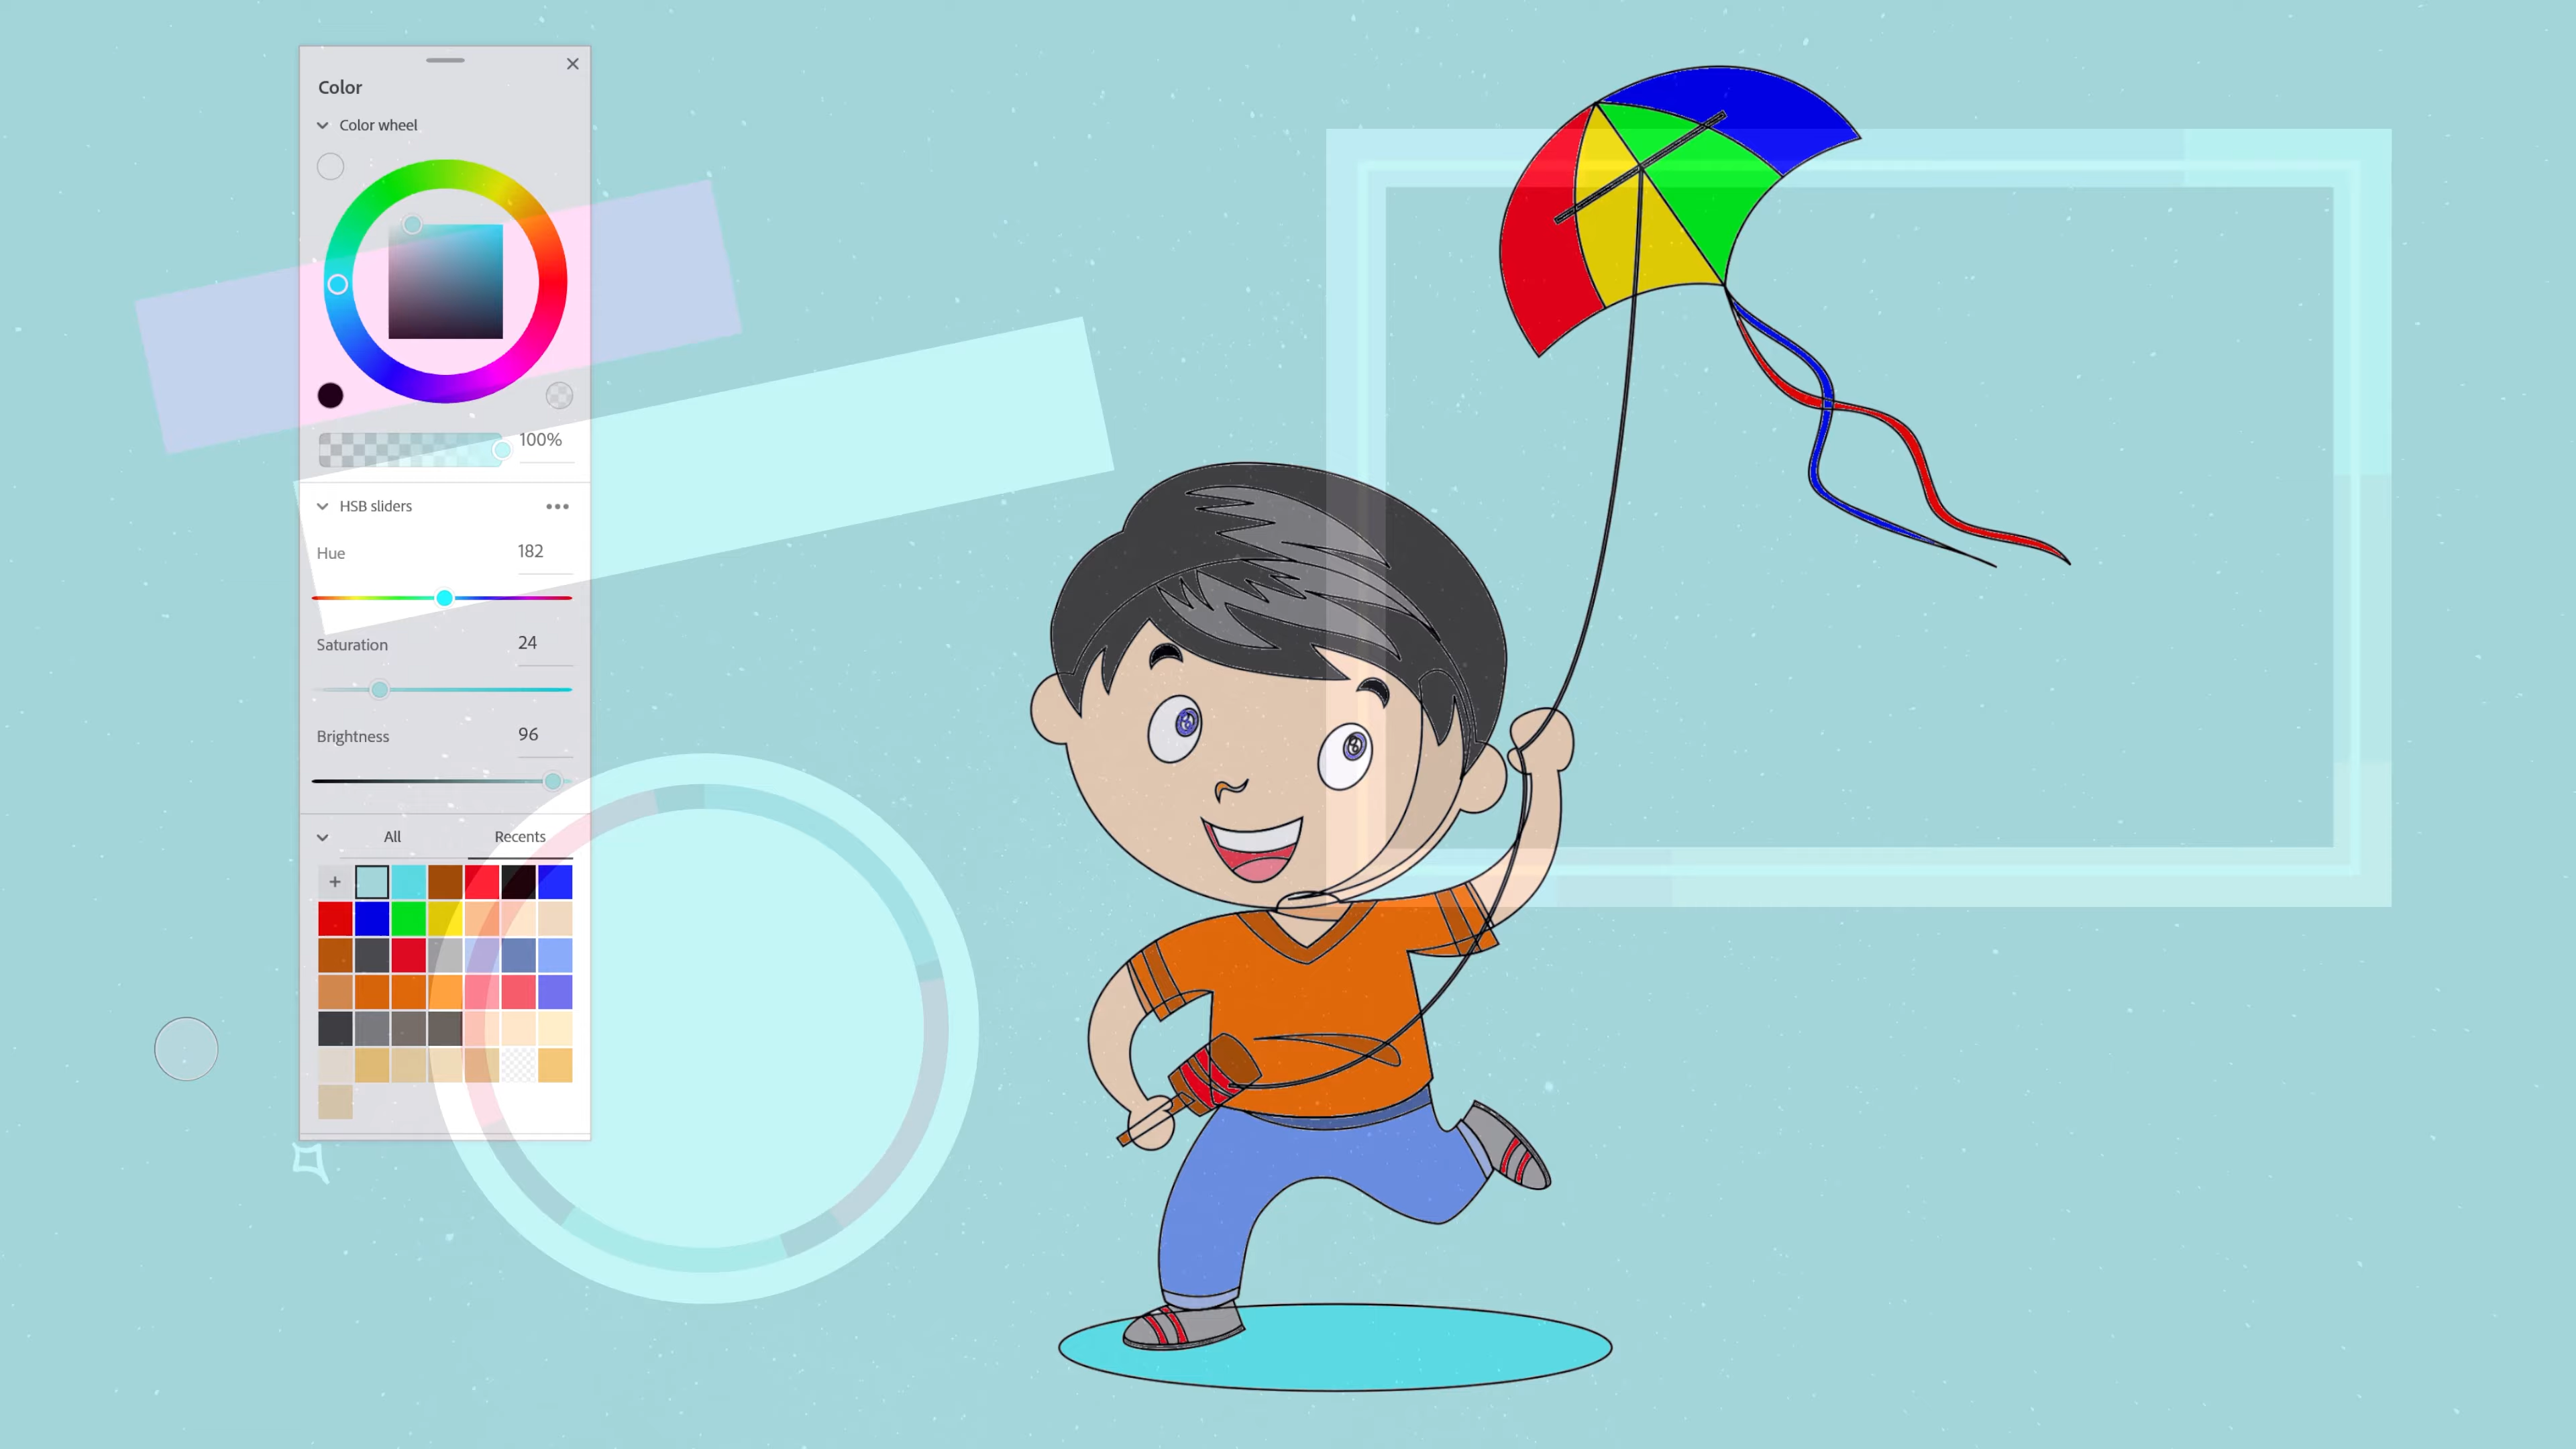 Color
Color wheel
100%
HSB sliders
Hue 182
Saturation 24
Brightness 96
All Recents